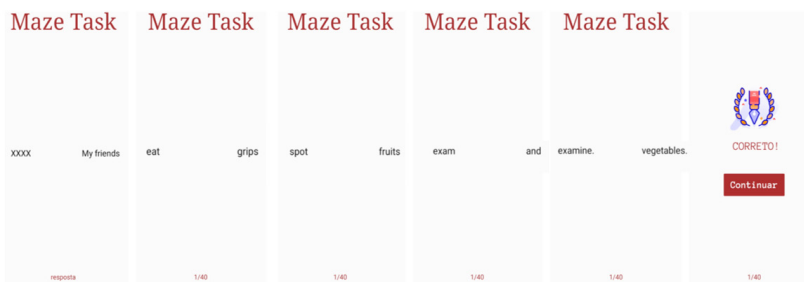 Maze Task
XXXX My friends
resposta
Maze Task
eat grips
1/40
Maze Task
spot fruits
1/40
Maze Task
exam and
1/40
Maze Task
examine. vegetables.
1/40
CORRETO!
Continuar
1/40